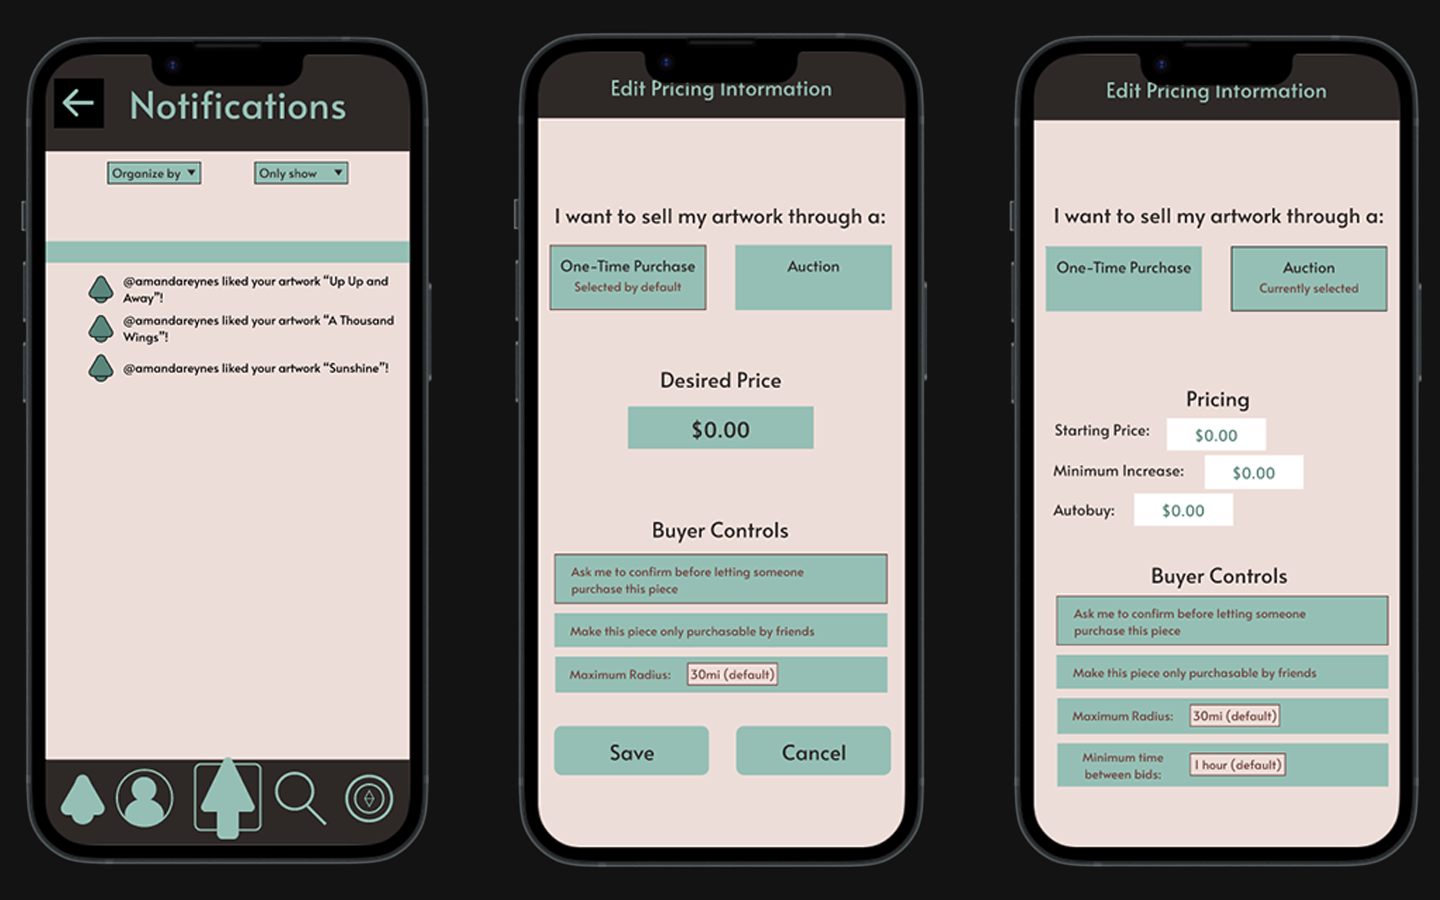 Notifications
Organize by
Only show
@amandareynes liked your artwork “Up Up and
Away”!
@amandareynes liked your artwork “A Thousand
Wings”!
@amandareynes liked your artwork “Sunshine”!
Edit Pricing Information
I want to sell my artwork through a:
One-Time Purchase
Selected by default
Auction
Desired Price
$0.00
Buyer Controls
Ask me to confirm before letting someone
purchase this piece
Make this piece only purchasable by friends
Maximum Radius: 30mi (default)
Save
Cancel
Edit Pricing Information
I want to sell my artwork through a:
One-Time Purchase
Auction
Currently selected
Pricing
Starting Price: $0.00
Minimum Increase: $0.00
Autobuy: $0.00
Buyer Controls
Ask me to confirm before letting someone
purchase this piece
Make this piece only purchasable by friends
Maximum Radius: 30mi (default)
Minimum time
between bids:
1 hour (default)